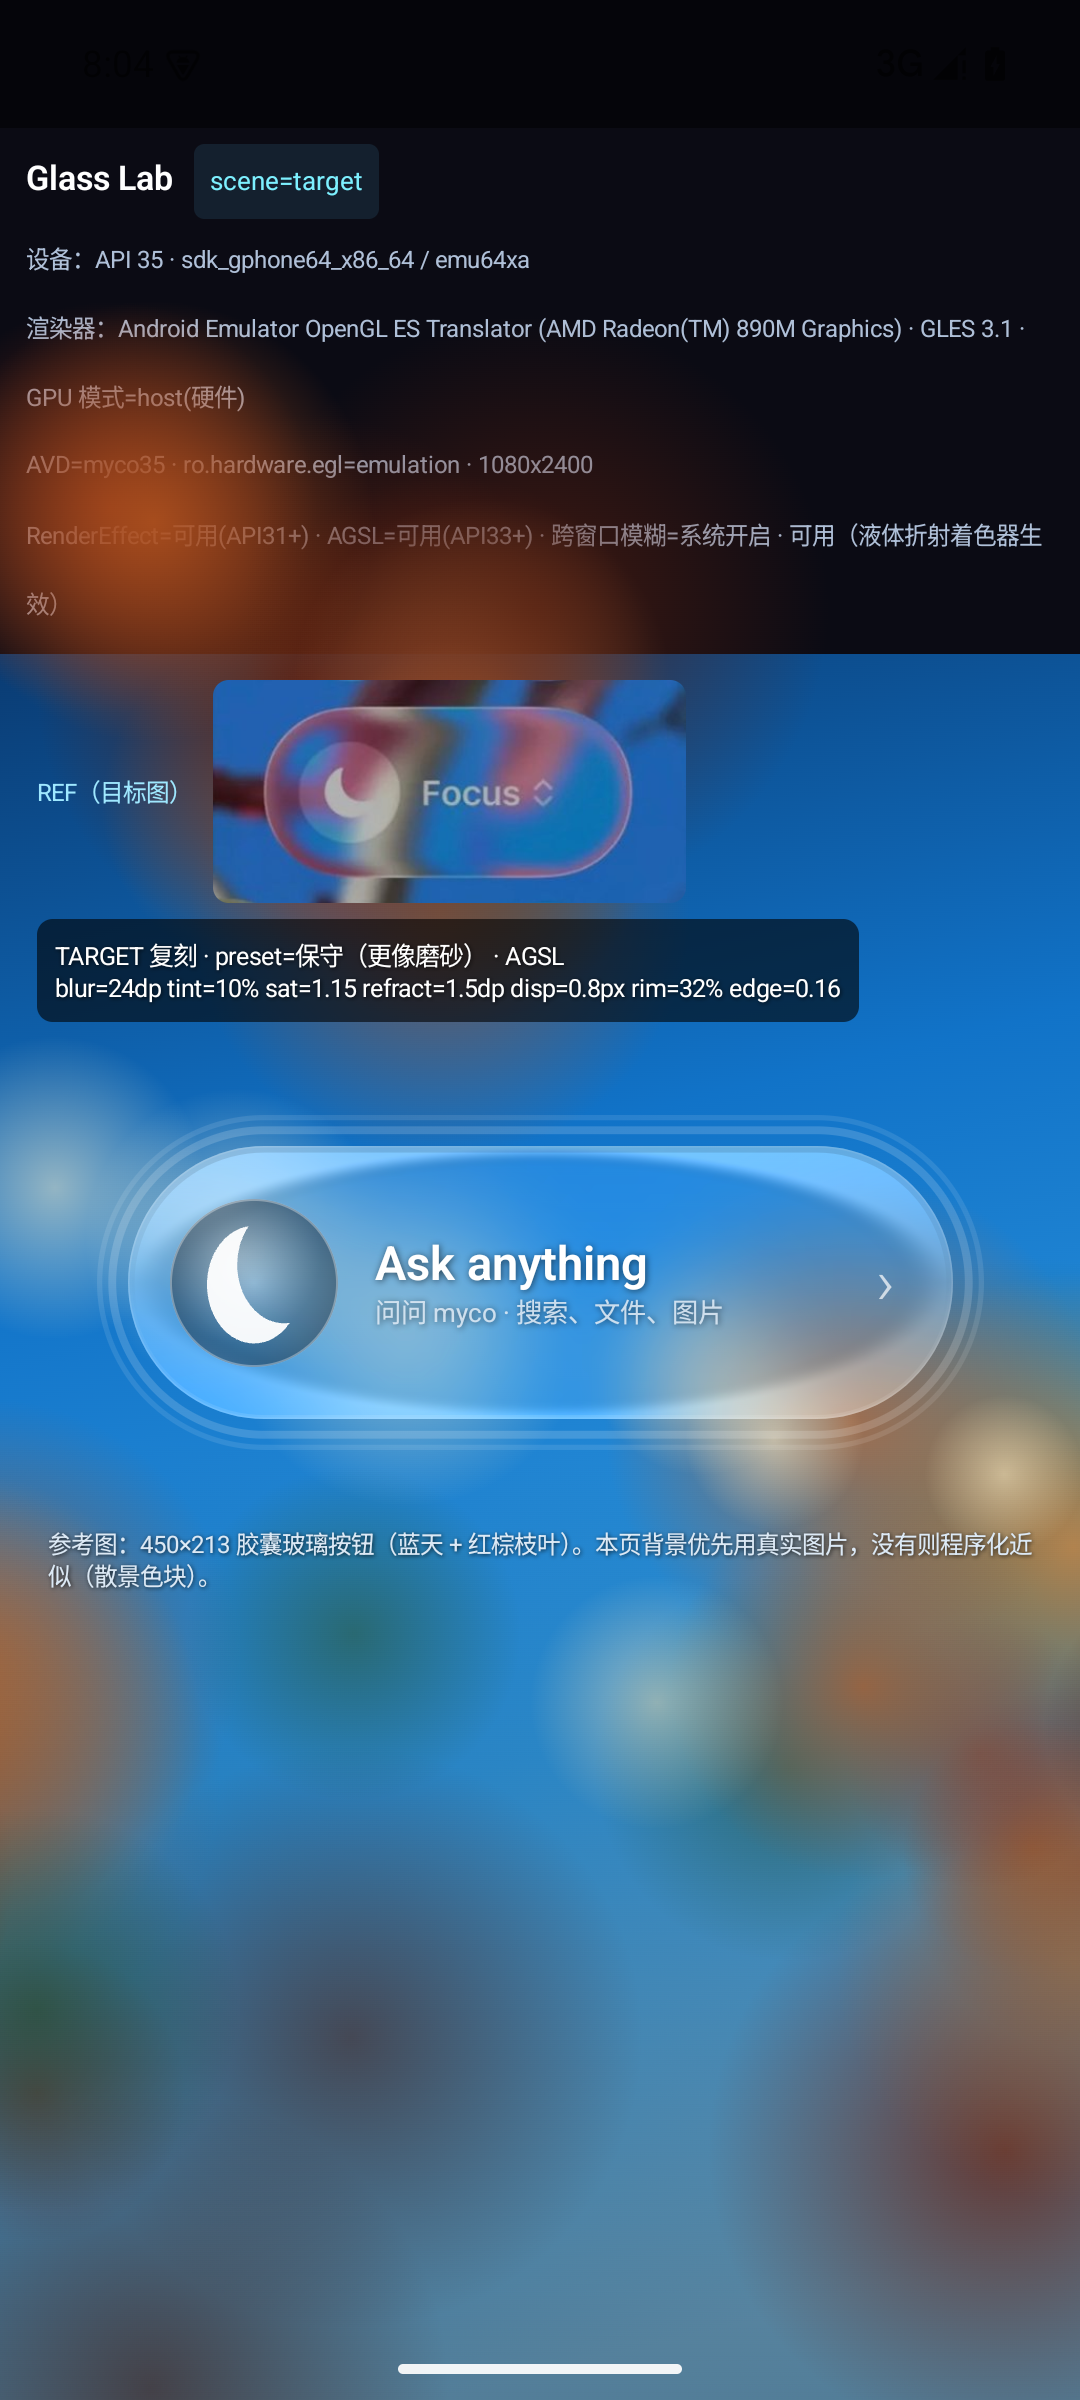 8:04 3G
Glass Lab scene=target
设备：API 35 · sdk_gphone64_x86_64 / emu64xa
渲染器：Android Emulator OpenGL ES Translator (AMD Radeon(TM) 890M Graphics) · GLES 3.1 ·
GPU 模式=host(硬件)
AVD=myco35 · ro.hardware.egl=emulation · 1080x2400
RenderEffect=可用(API31+) · AGSL=可用(API33+) · 跨窗口模糊=系统开启 · 可用（液体折射着色器生
效）
REF（目标图）
Focus
TARGET 复刻 · preset=保守（更像磨砂） · AGSL
blur=24dp tint=10% sat=1.15 refract=1.5dp disp=0.8px rim=32% edge=0.16
Ask anything
问问 myco · 搜索、文件、图片
参考图：450×213 胶囊玻璃按钮（蓝天 + 红棕枝叶）。本页背景优先用真实图片，没有则程序化近
似（散景色块）。